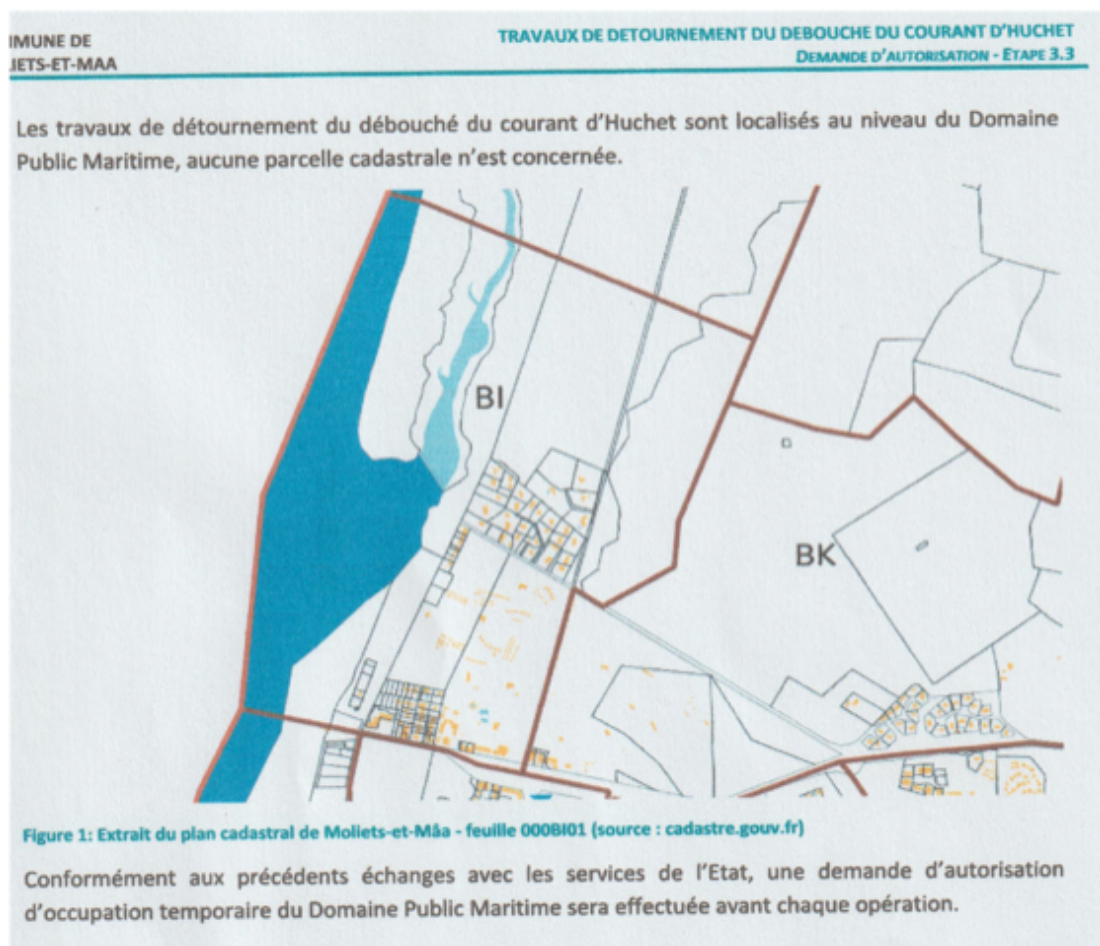 MUNE DE
IETS-ET-MAA
TRAVAUX DE DETOURNEMENT DU DEBOUCHE DU COURANT D'HUCHET
DEMANDE D'AUTORISATION - ETAPE 3.3
Les travaux de détournement du débouché du courant d'Huchet sont localisés au niveau du Domaine
Public Maritime, aucune parcelle cadastrale n'est concernée.
BI
BK
Figure 1: Extrait du plan cadastral de Moliets-et-Mâa - feuille 000BI01 (source : cadastre.gouv.fr)
Conformément aux précédents échanges avec les services de l'Etat, une demande d'autorisation
d'occupation temporaire du Domaine Public Maritime sera effectuée avant chaque opération.